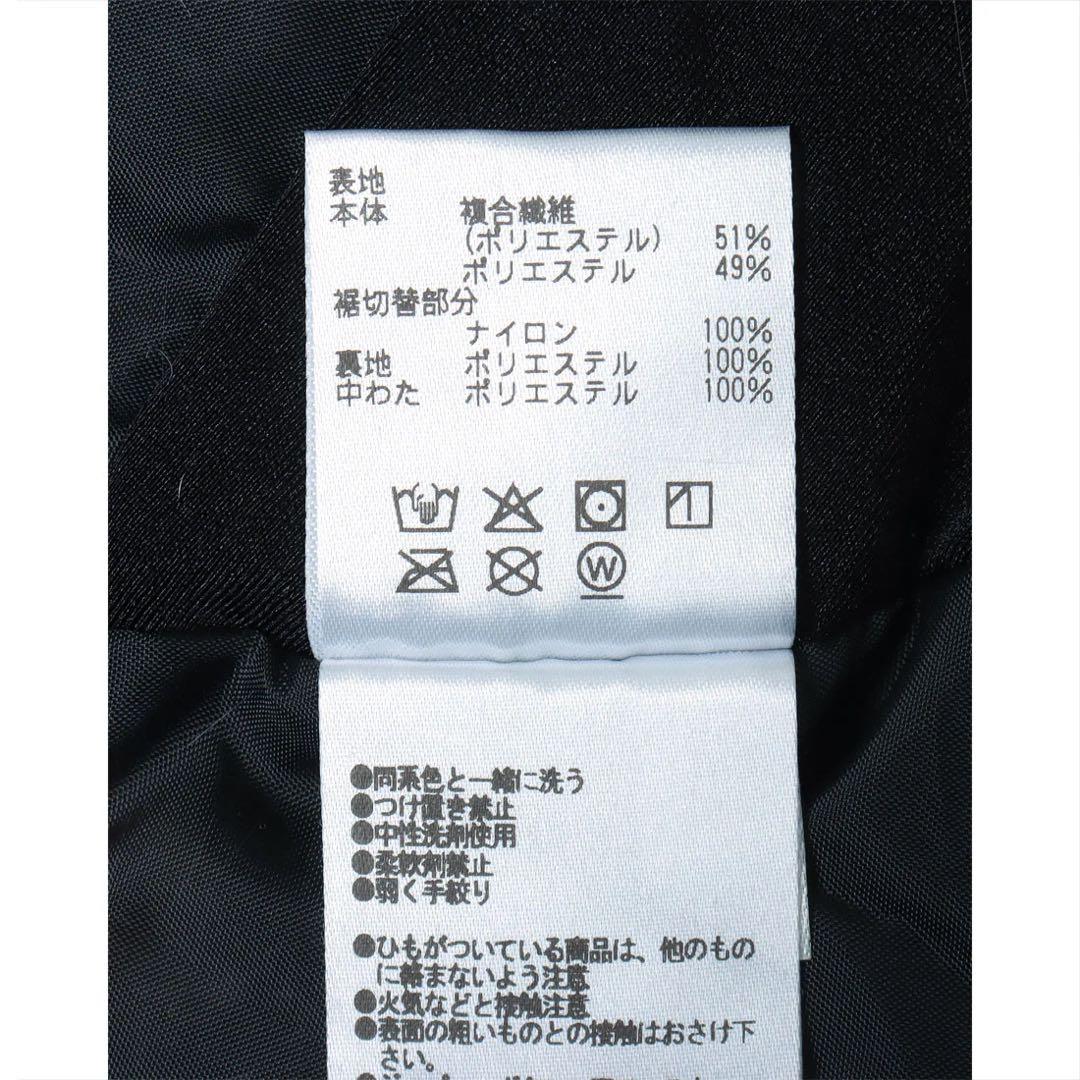 表地
本体 複合繊維
(ポリエステル) 51%
ポリエステル 49%
裾切替部分
ナイロン 100%
裏地 ポリエステル 100%
中わた ポリエステル 100%
W
●同系色と一緒に洗う
●つけ置き禁止
●中性洗剤使用
●柔軟剤禁止
●弱く手絞り
●ひもがついている商品は、他のもの
に絡まないよう注意
●火気などと接触注意
●表面の粗いものとの接触はおさけ下
さい。